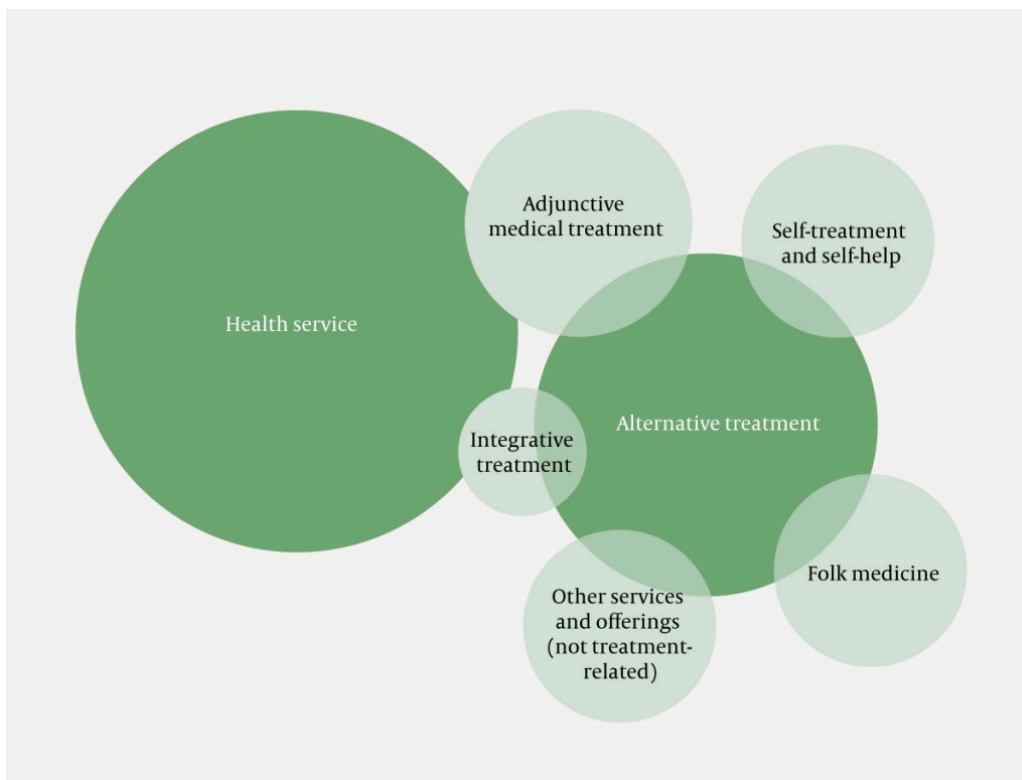 Adjunctive
medical treatment
Self-treatment
and self-help
Health service
Alternative treatment
Integrative
treatment
Folk medicine
Other services
and offerings
(not treatment-
related)